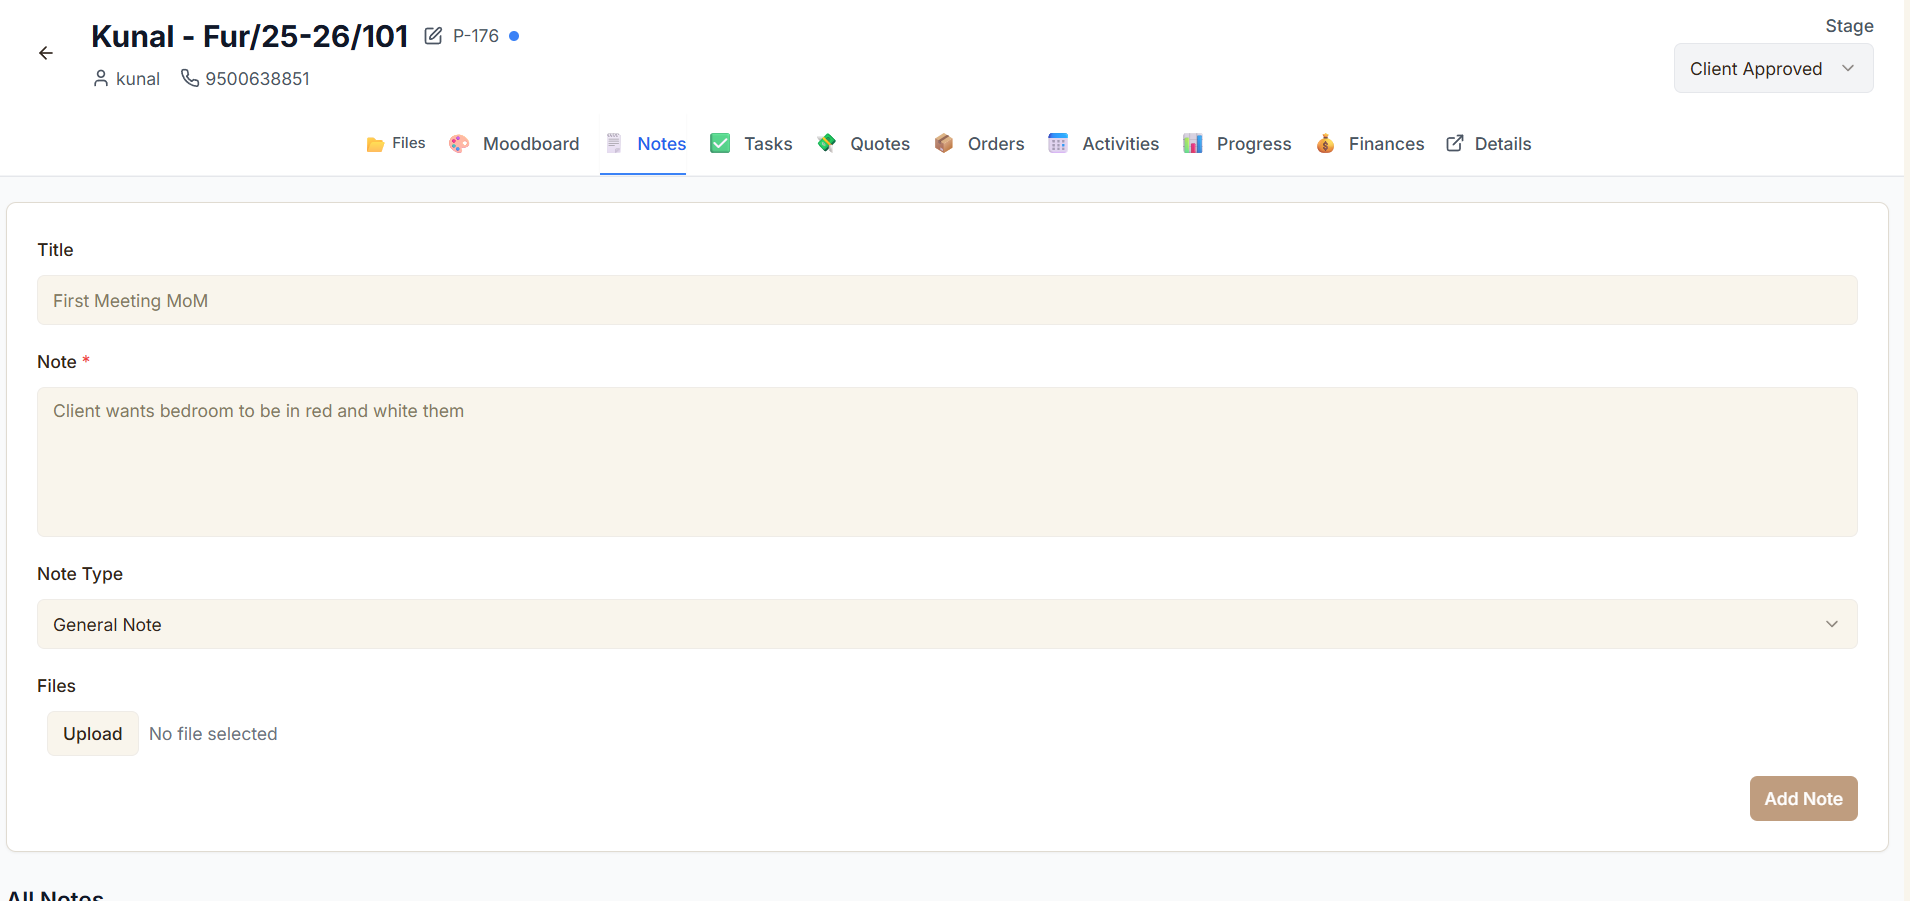 Kunal - Fur/25-26/101 P-176
kunal 9500638851
Stage
Client Approved
Files Moodboard Notes Tasks Quotes Orders Activities Progress Finances Details
Title
First Meeting MoM
Note *
Client wants bedroom to be in red and white them
Note Type
General Note
Files
Upload No file selected
Add Note
All Notes